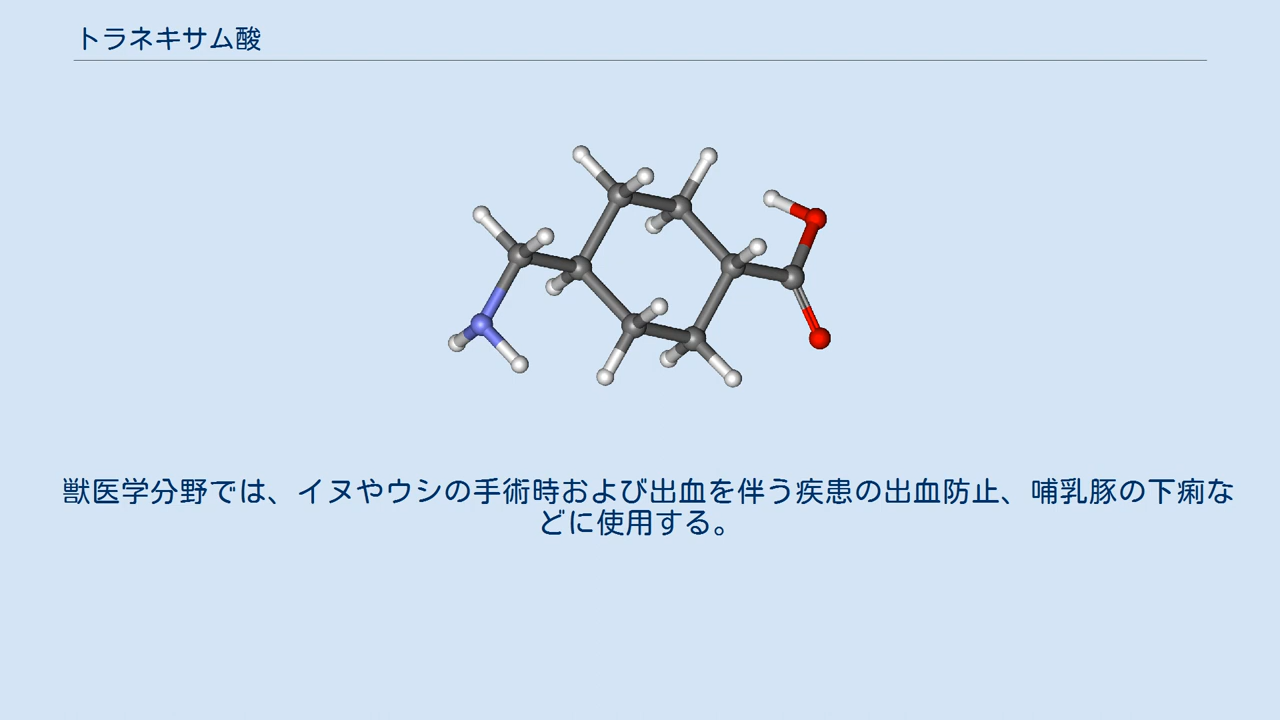 トラネキサム酸
獣医学分野では、イヌやウシの手術時および出血を伴う疾患の出血防止、哺乳豚の下痢な
どに使用する。